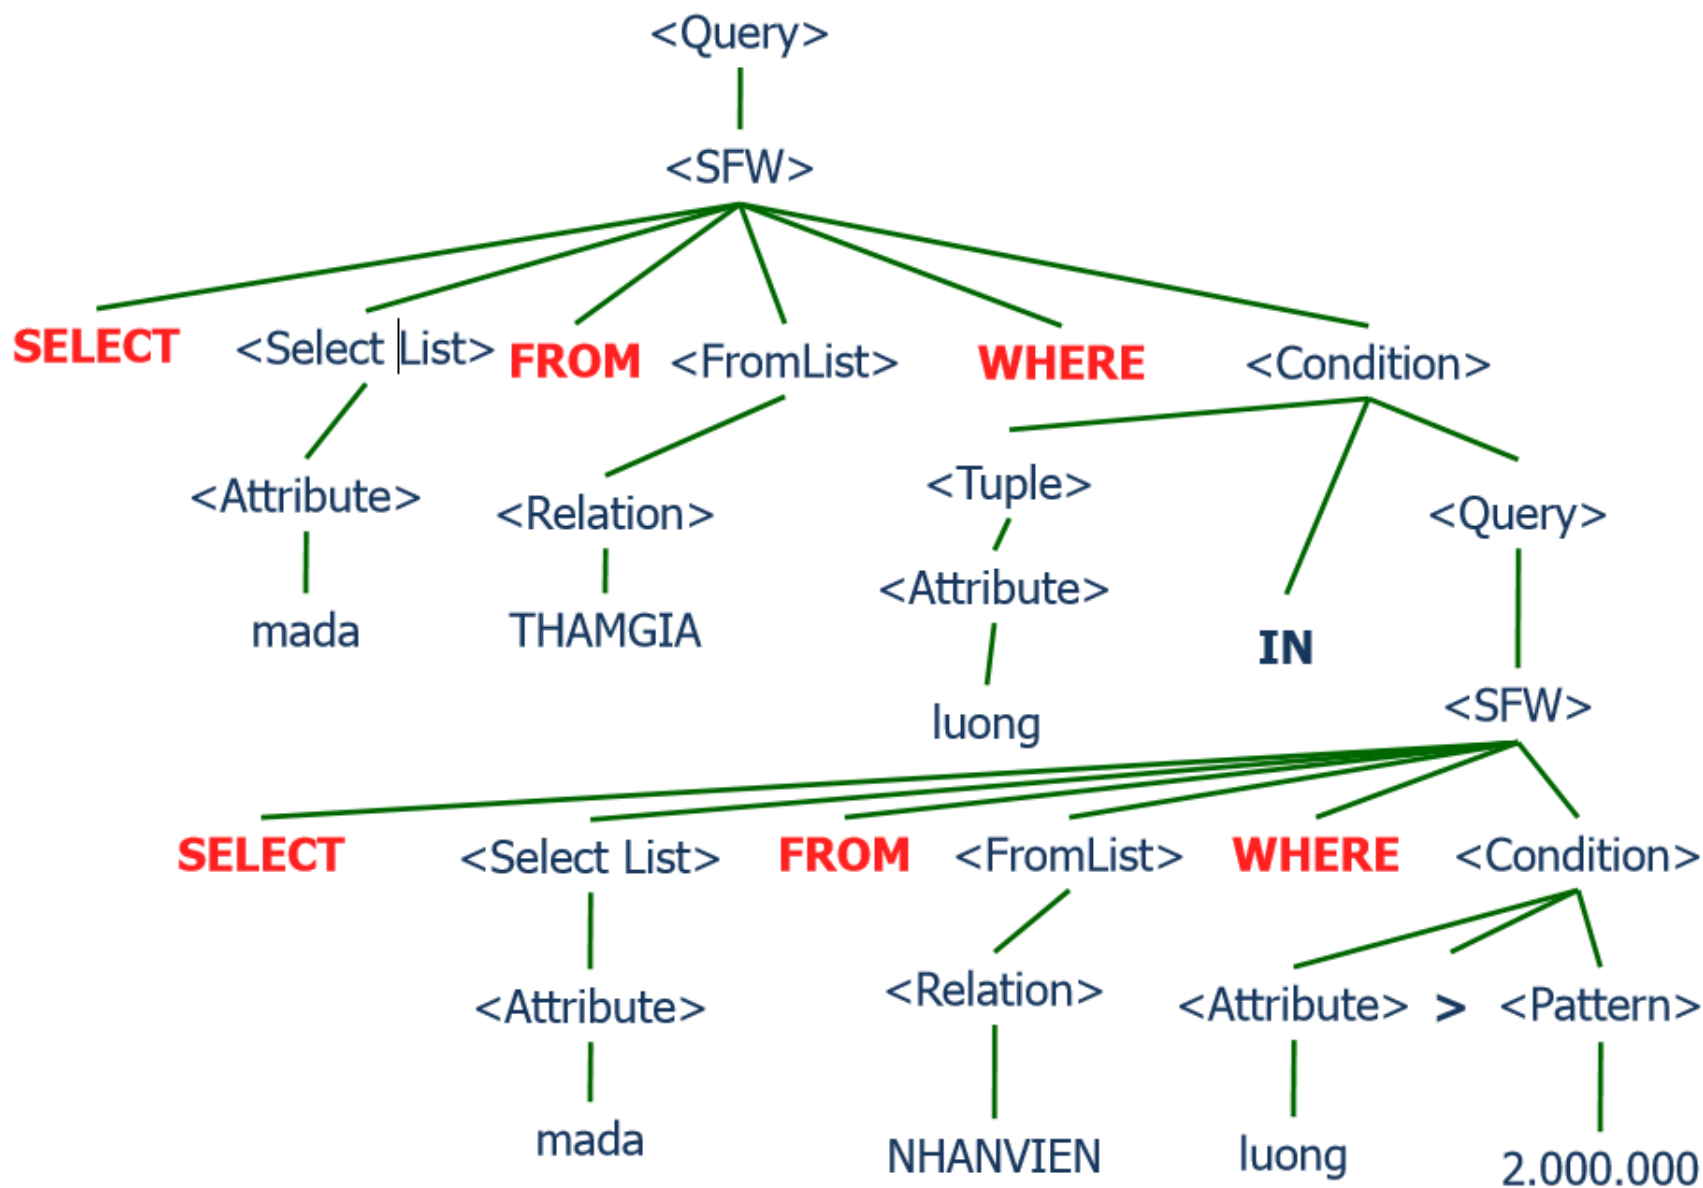 <Query>
<SFW>
SELECT <Select List> FROM <FromList> WHERE <Condition>
<Attribute> <Relation> <Tuple> <Query>
<Attribute>
mada THAMGIA IN
luong <SFW>
SELECT <Select List> FROM <FromList> WHERE <Condition>
<Attribute> <Relation> <Attribute> > <Pattern>
mada NHANVIEN luong 2.000.000